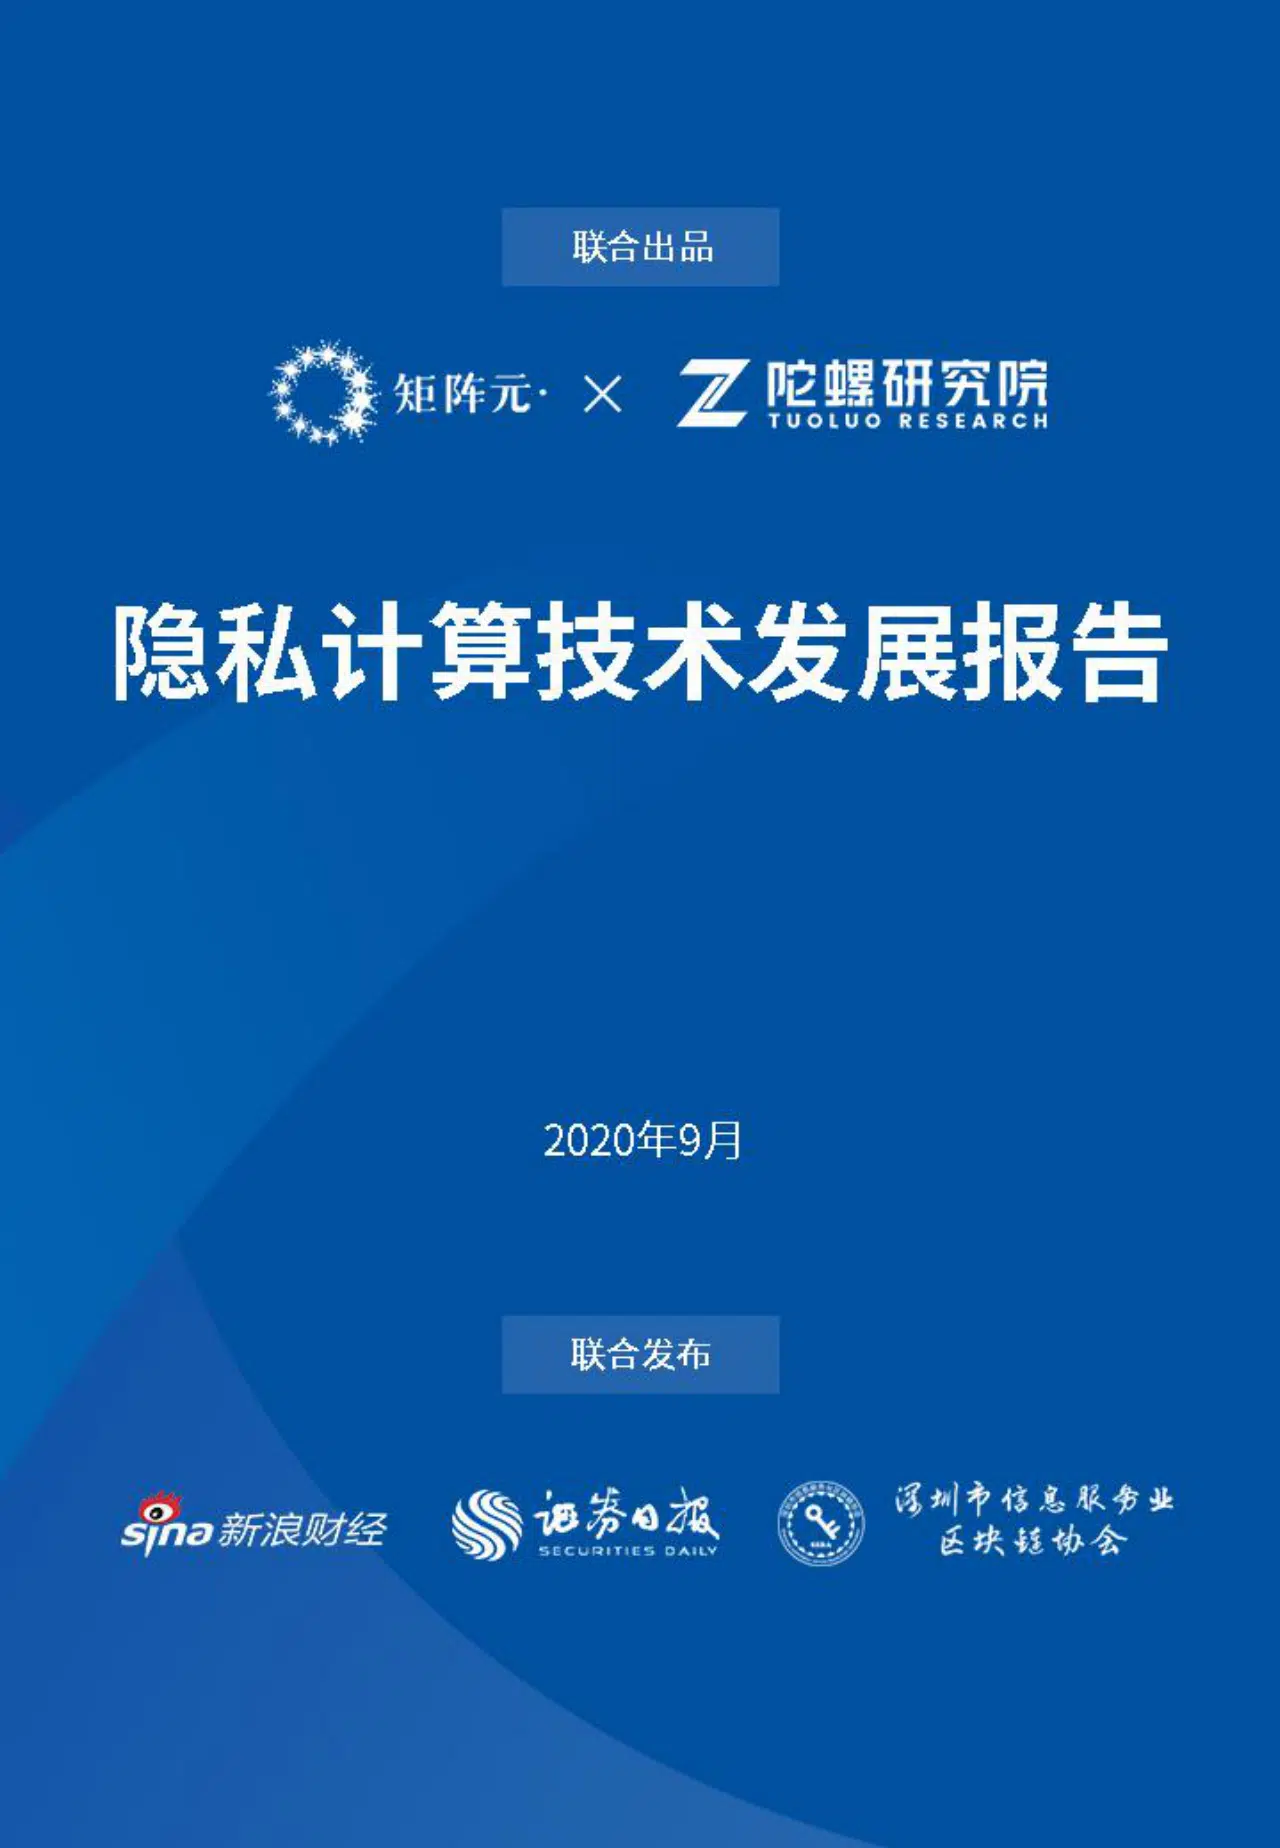 联合出品
矩阵元· × 陀螺研究院
TUOLUO RESEARCH
隐私计算技术发展报告
2020年9月
联合发布
sina新浪财经
证券日报
SECURITIES DAILY
深圳市信息服务业
区块链协会